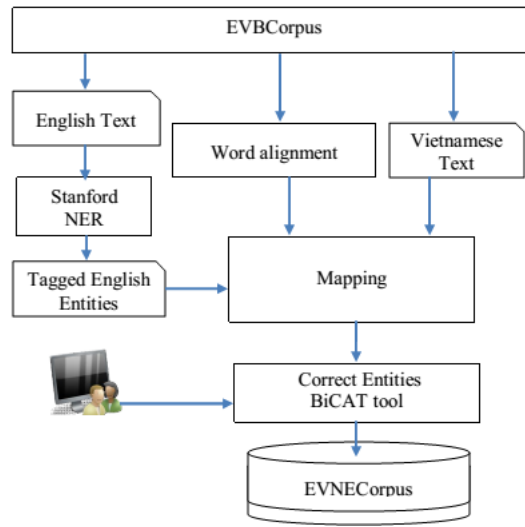 EVBCorpus
English Text
Word alignment
Vietnamese
Text
Stanford
NER
Tagged English
Entities
Mapping
Correct Entities
BiCAT tool
EVNECorpus